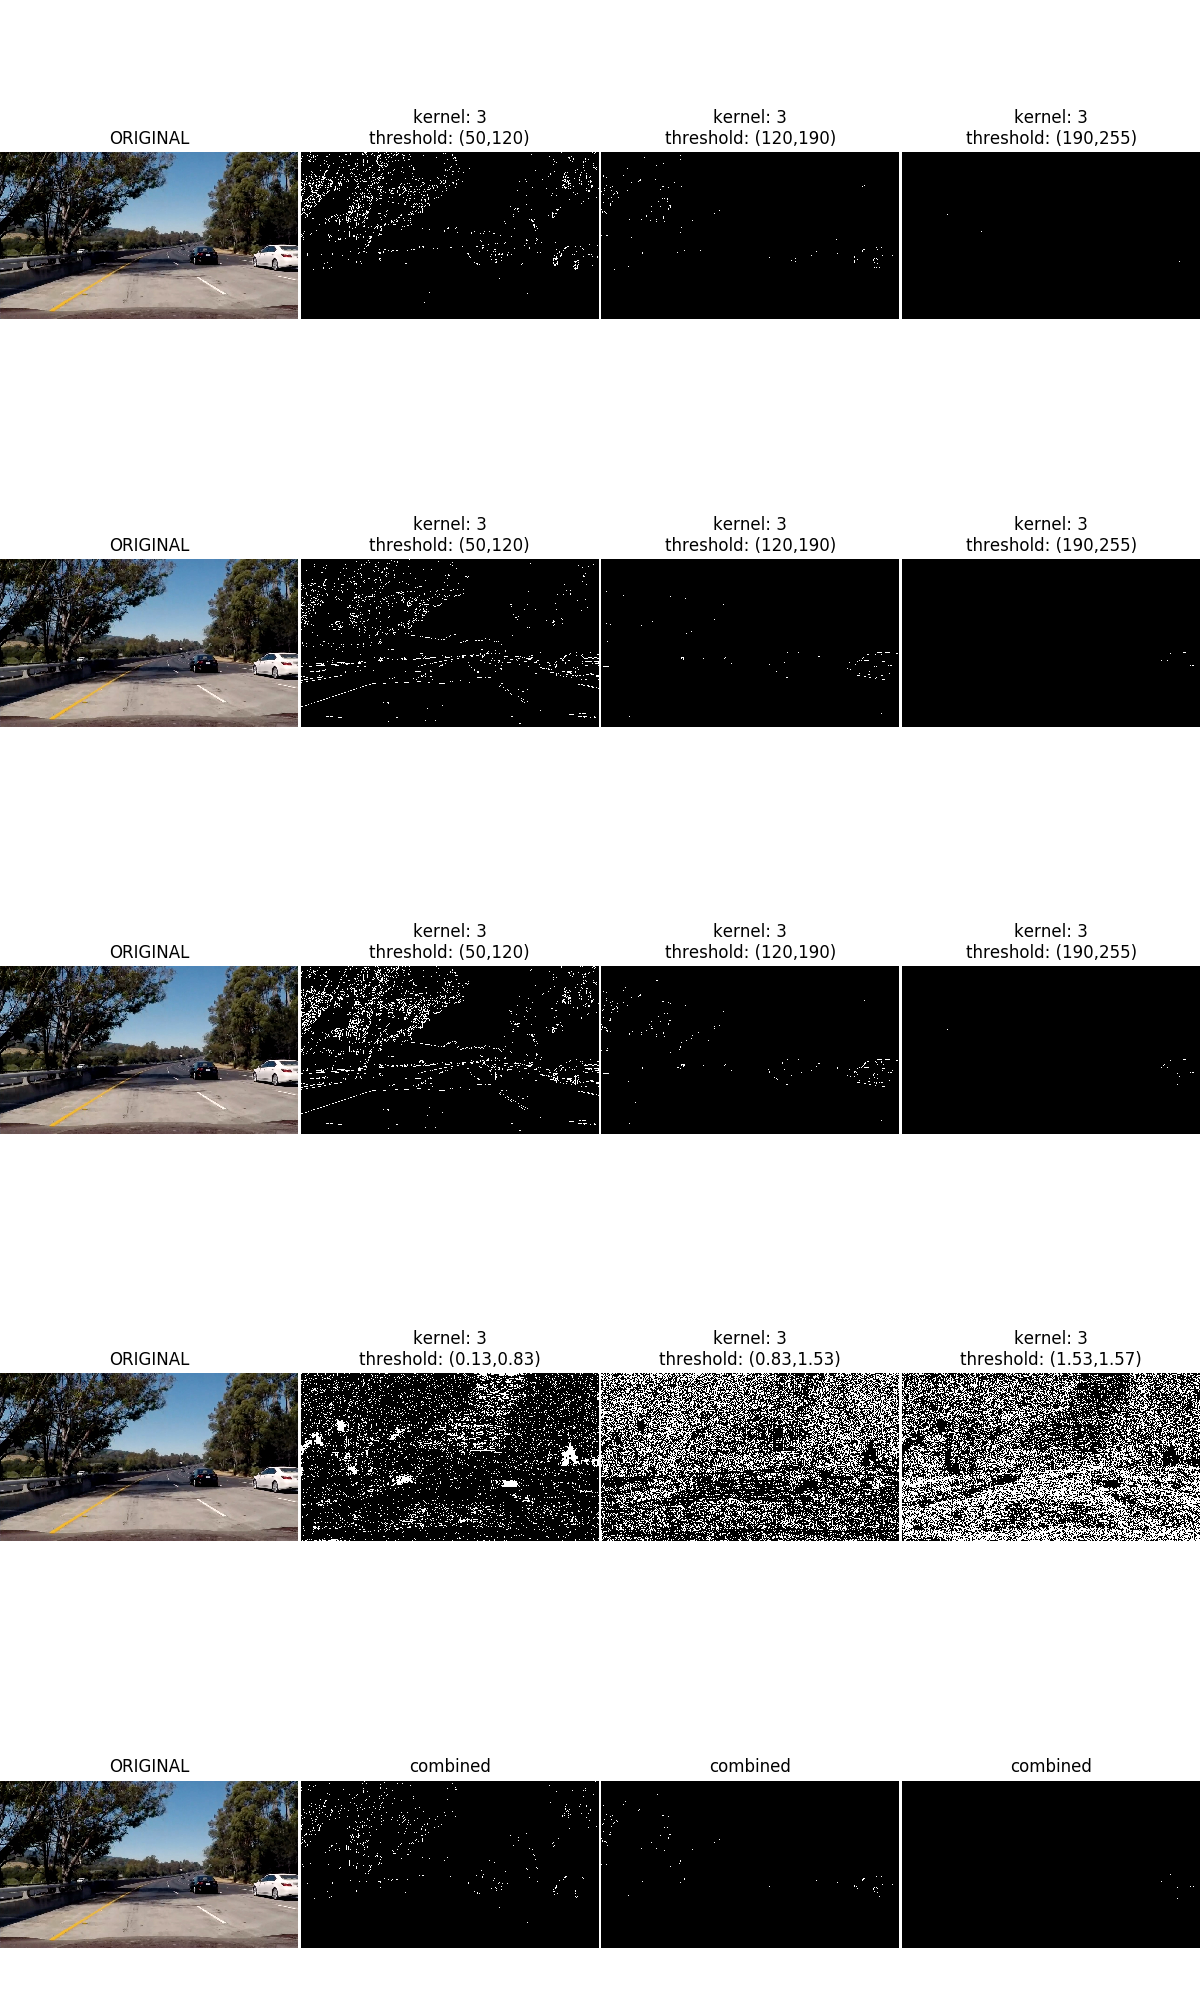 ORIGINAL
kernel: 3
threshold: (50,120)
kernel: 3
threshold: (120,190)
kernel: 3
threshold: (190,255)
ORIGINAL
kernel: 3
threshold: (50,120)
kernel: 3
threshold: (120,190)
kernel: 3
threshold: (190,255)
ORIGINAL
kernel: 3
threshold: (50,120)
kernel: 3
threshold: (120,190)
kernel: 3
threshold: (190,255)
ORIGINAL
kernel: 3
threshold: (0.13,0.83)
kernel: 3
threshold: (0.83,1.53)
kernel: 3
threshold: (1.53,1.57)
ORIGINAL
combined
combined
combined